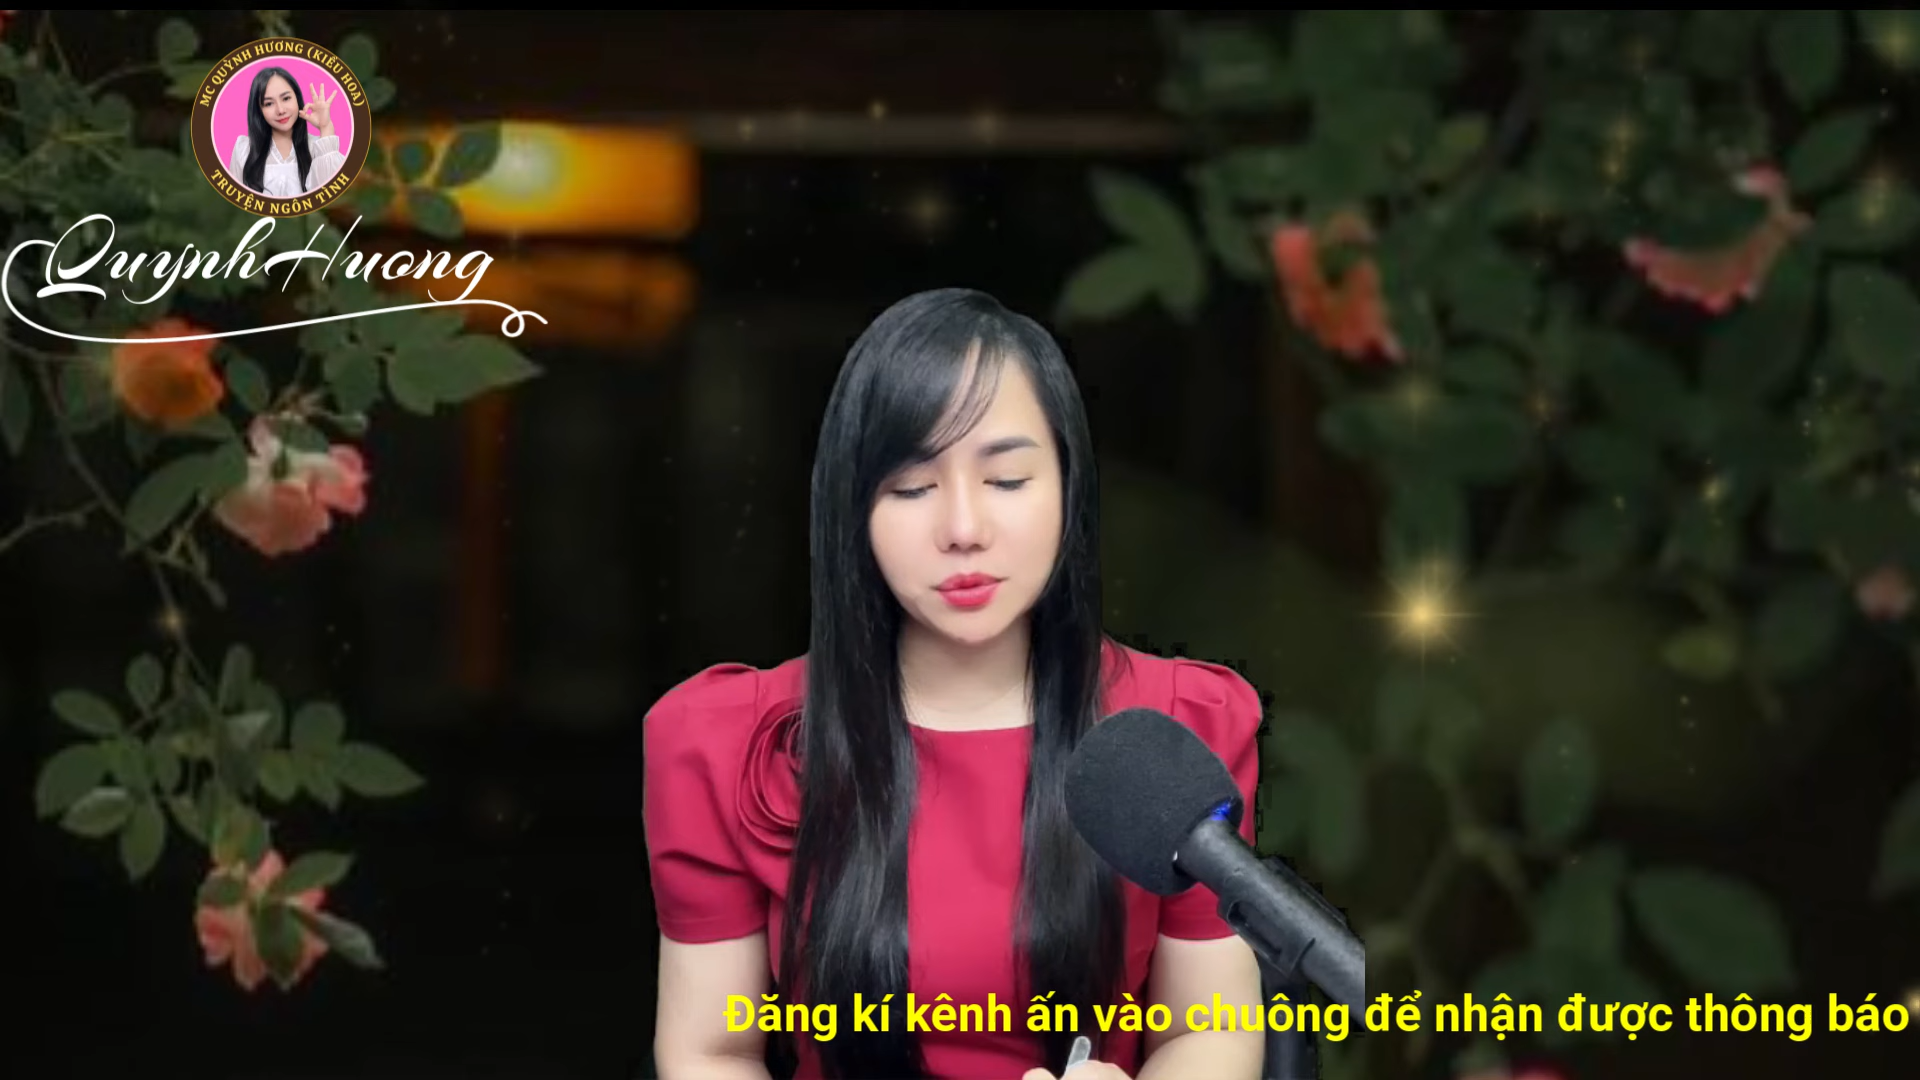 MC QUỲNH HƯƠNG (KIỀU HOA)
TRUYỆN NGÔN TÌNH
QuynhHuong
Đăng kí kênh ấn vào chuông để nhận được thông báo